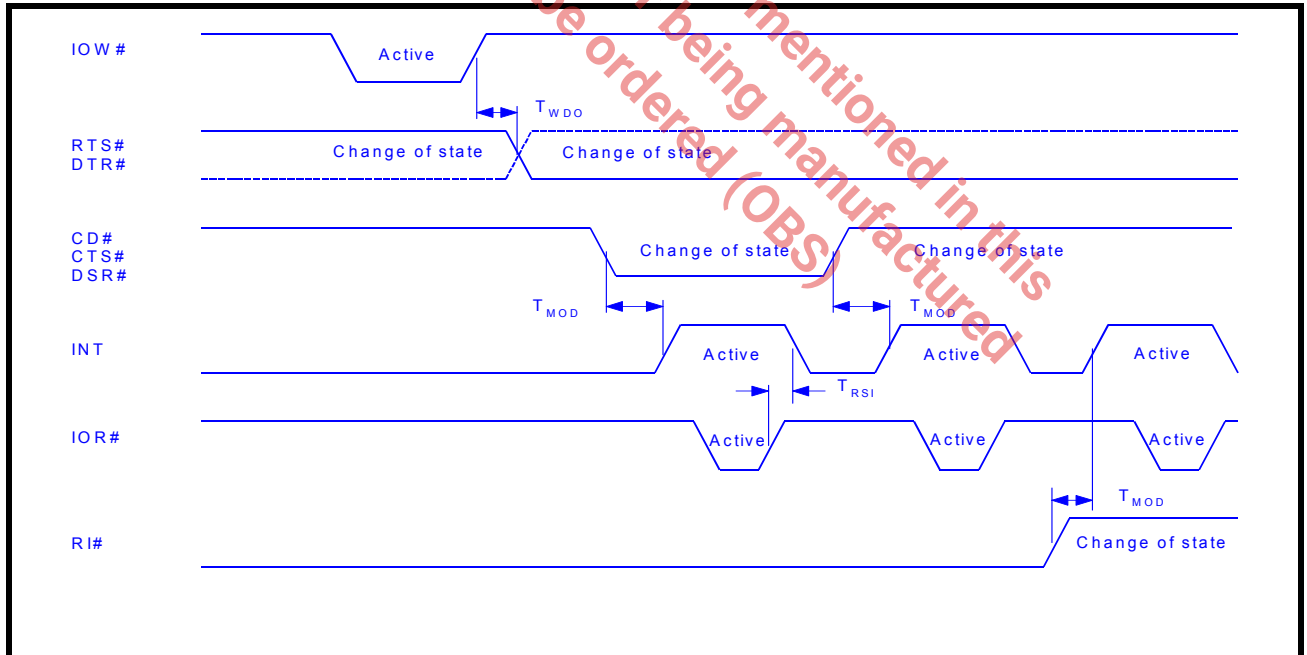 mentioned in this
being manufactured
be ordered (OBS)
IOW#
Active
TWDO
RTS#
DTR#
Change of state Change of state
CD#
CTS#
DSR#
Change of state Change of state
TMOD TMOD
INT
Active Active Active
TRSI
IOR#
Active Active Active
TMOD
RI#
Change of state